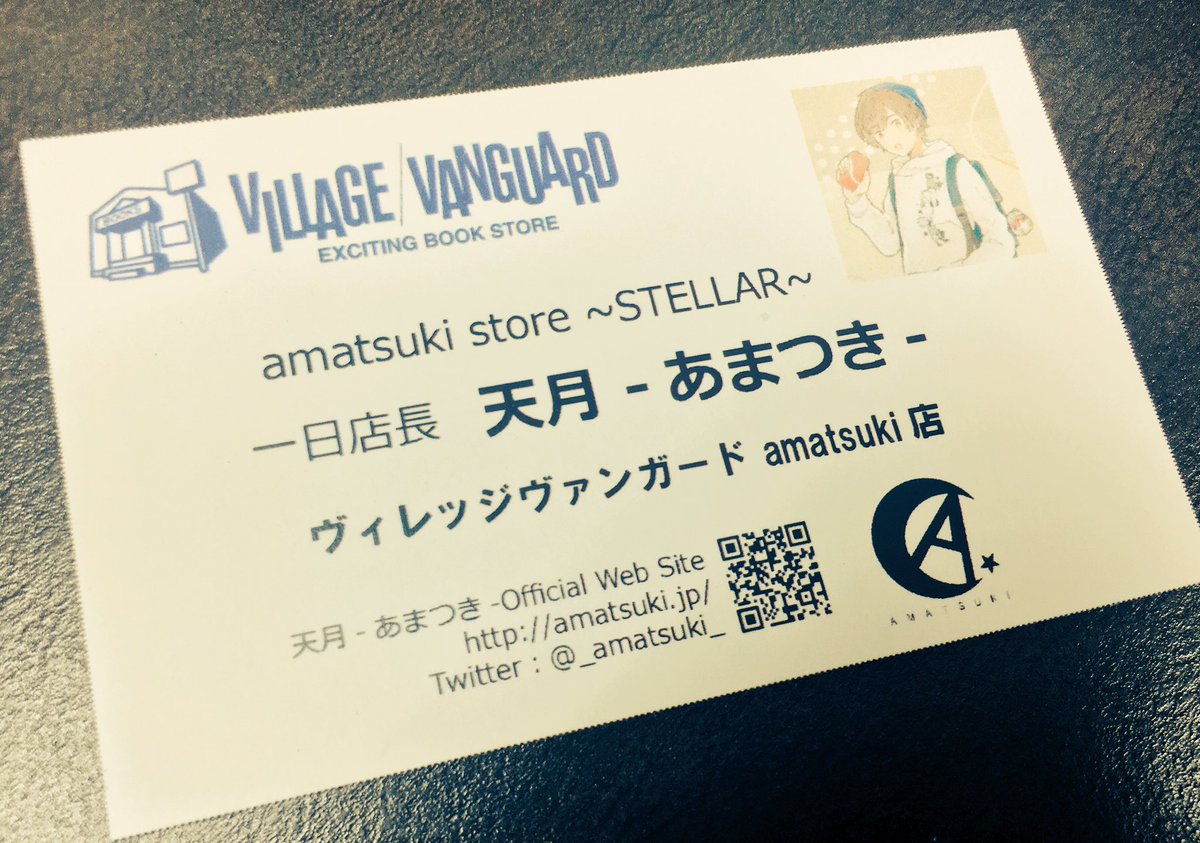 BOOKS
VILLAGE/VANGUARD
EXCITING BOOK STORE
amatsuki store ~STELLAR~
一日店長 天月 - あまつき -
ヴィレッジヴァンガード amatsuki 店
天月 - あまつき -Official Web Site
http://amatsuki.jp/
Twitter : @_amatsuki_
A
AMATSUKI